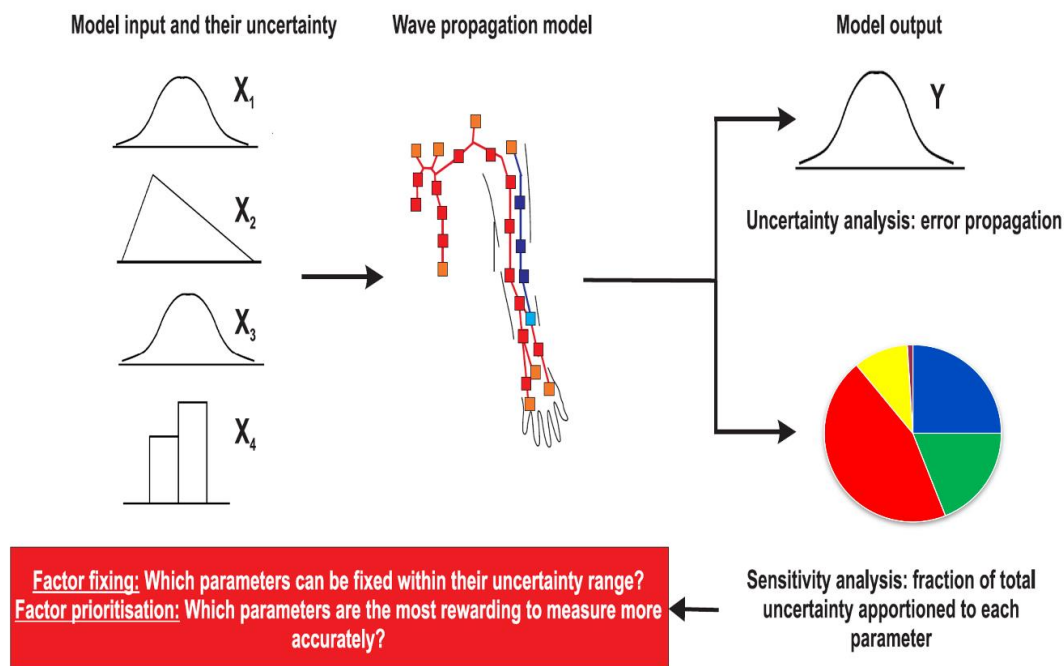 Model input and their uncertainty
Wave propagation model
Model output
X1
X2
X3
X4
Y
Uncertainty analysis: error propagation
Sensitivity analysis: fraction of total
uncertainty apportioned to each
parameter
Factor fixing: Which parameters can be fixed within their uncertainty range?
Factor prioritisation: Which parameters are the most rewarding to measure more
accurately?